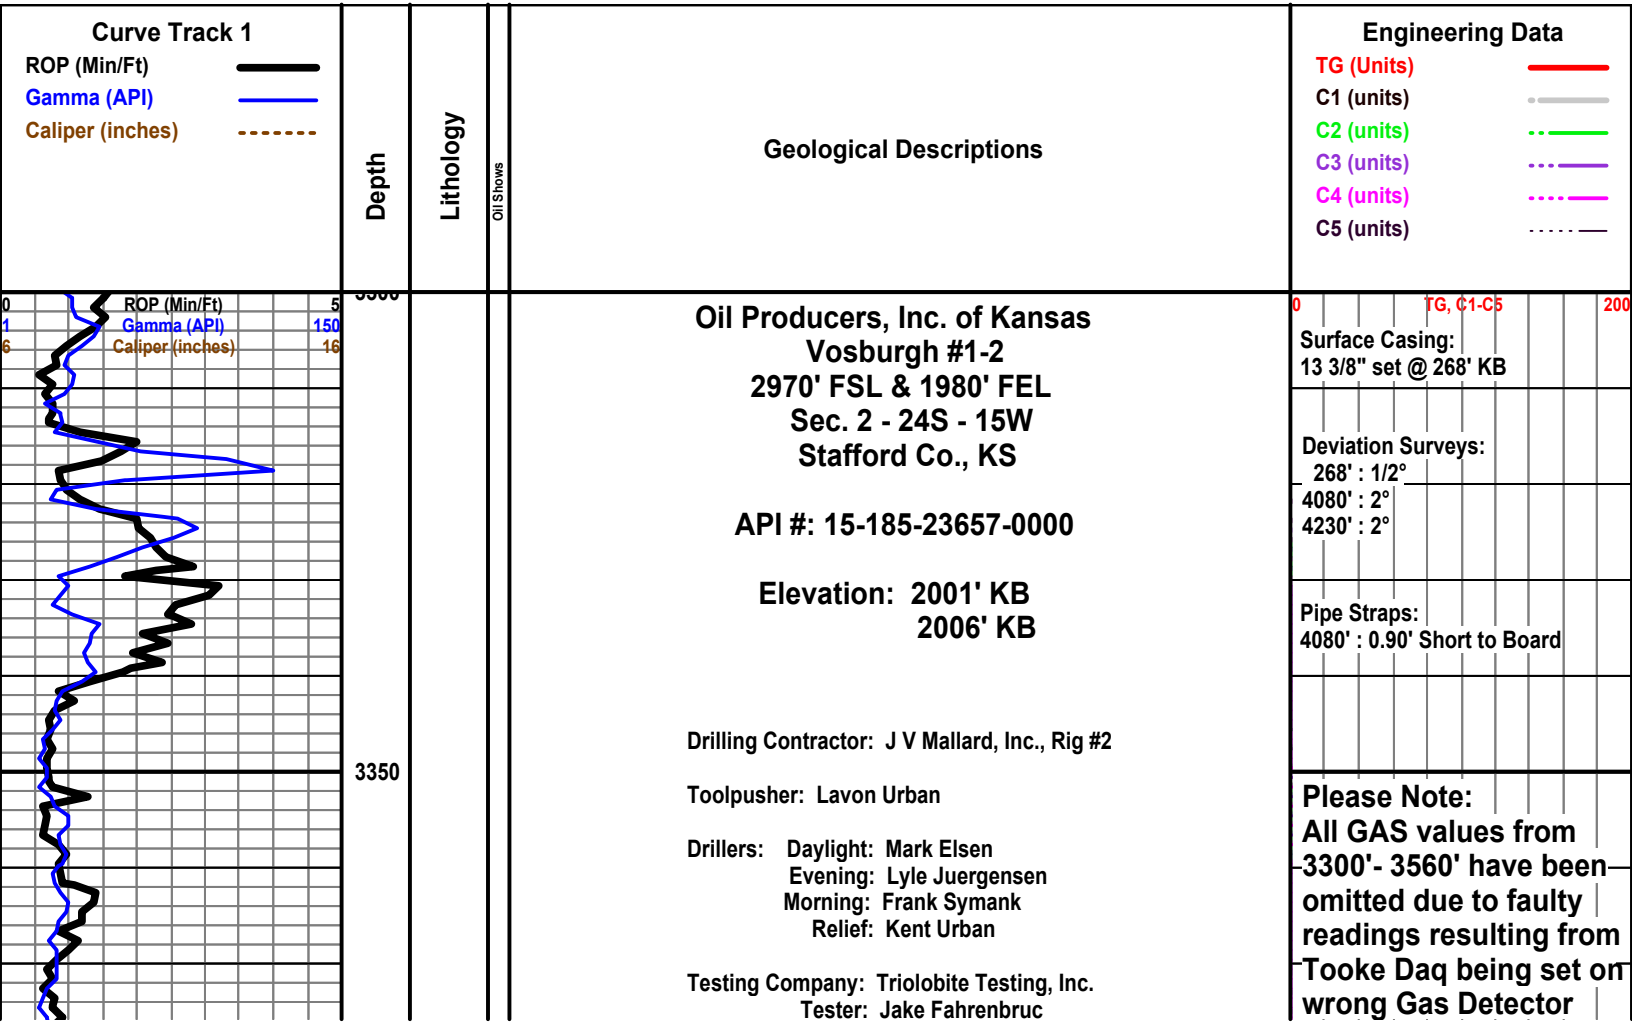 Curve Track 1
ROP (Min/Ft)
Gamma (API)
Caliper (inches)
Depth
Lithology
Oil Shows
Geological Descriptions
Engineering Data
TG (Units)
C1 (units)
C2 (units)
C3 (units)
C4 (units)
C5 (units)
0 ROP (Min/Ft) 5
1 Gamma (API) 150
6 Caliper (inches) 16
3350
Oil Producers, Inc. of Kansas
Vosburgh #1-2
2970' FSL & 1980' FEL
Sec. 2 - 24S - 15W
Stafford Co., KS
API #: 15-185-23657-0000
Elevation: 2001' KB
2006' KB
Drilling Contractor: J V Mallard, Inc., Rig #2
Toolpusher: Lavon Urban
Drillers: Daylight: Mark Elsen
Evening: Lyle Juergensen
Morning: Frank Symank
Relief: Kent Urban
Testing Company: Triolobite Testing, Inc.
Tester: Jake Fahrenbruc
0 TG, C1-C5 200
Surface Casing:
13 3/8" set @ 268' KB
Deviation Surveys:
268' : 1/2°
4080' : 2°
4230' : 2°
Pipe Straps:
4080' : 0.90' Short to Board
Please Note:
All GAS values from
3300'- 3560' have been
omitted due to faulty
readings resulting from
Tooke Daq being set on
wrong Gas Detector